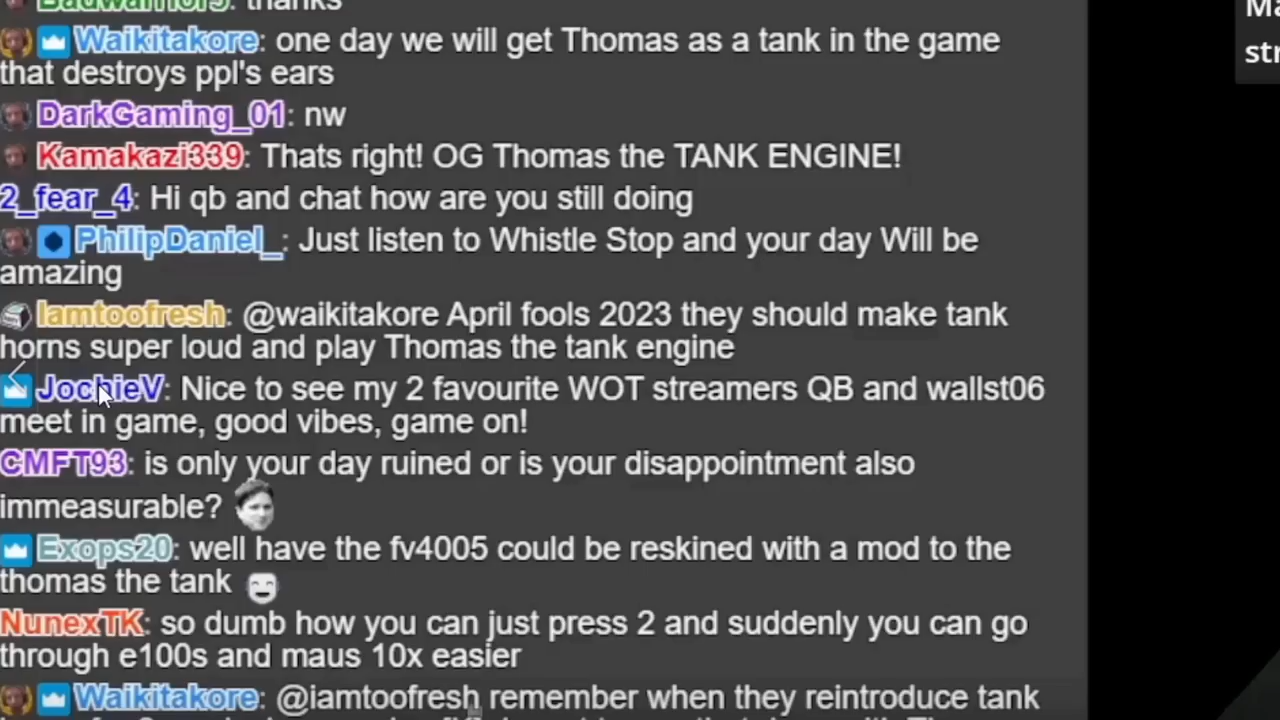 Badwarrior5: thanks
Waikitakore: one day we will get Thomas as a tank in the game
that destroys ppl's ears
DarkGaming_01: nw
Kamakazi339: Thats right! OG Thomas the TANK ENGINE!
2_fear_4: Hi qb and chat how are you still doing
PhilipDaniel_: Just listen to Whistle Stop and your day Will be
amazing
Iamtoofresh: @waikitakore April fools 2023 they should make tank
horns super loud and play Thomas the tank engine
JochieV: Nice to see my 2 favourite WOT streamers QB and wallst06
meet in game, good vibes, game on!
CMFT93: is only your day ruined or is your disappointment also
immeasurable?
Exops20: well have the fv4005 could be reskined with a mod to the
thomas the tank
NunexTK: so dumb how you can just press 2 and suddenly you can go
through e100s and maus 10x easier
Waikitakore: @iamtoofresh remember when they reintroduce tank